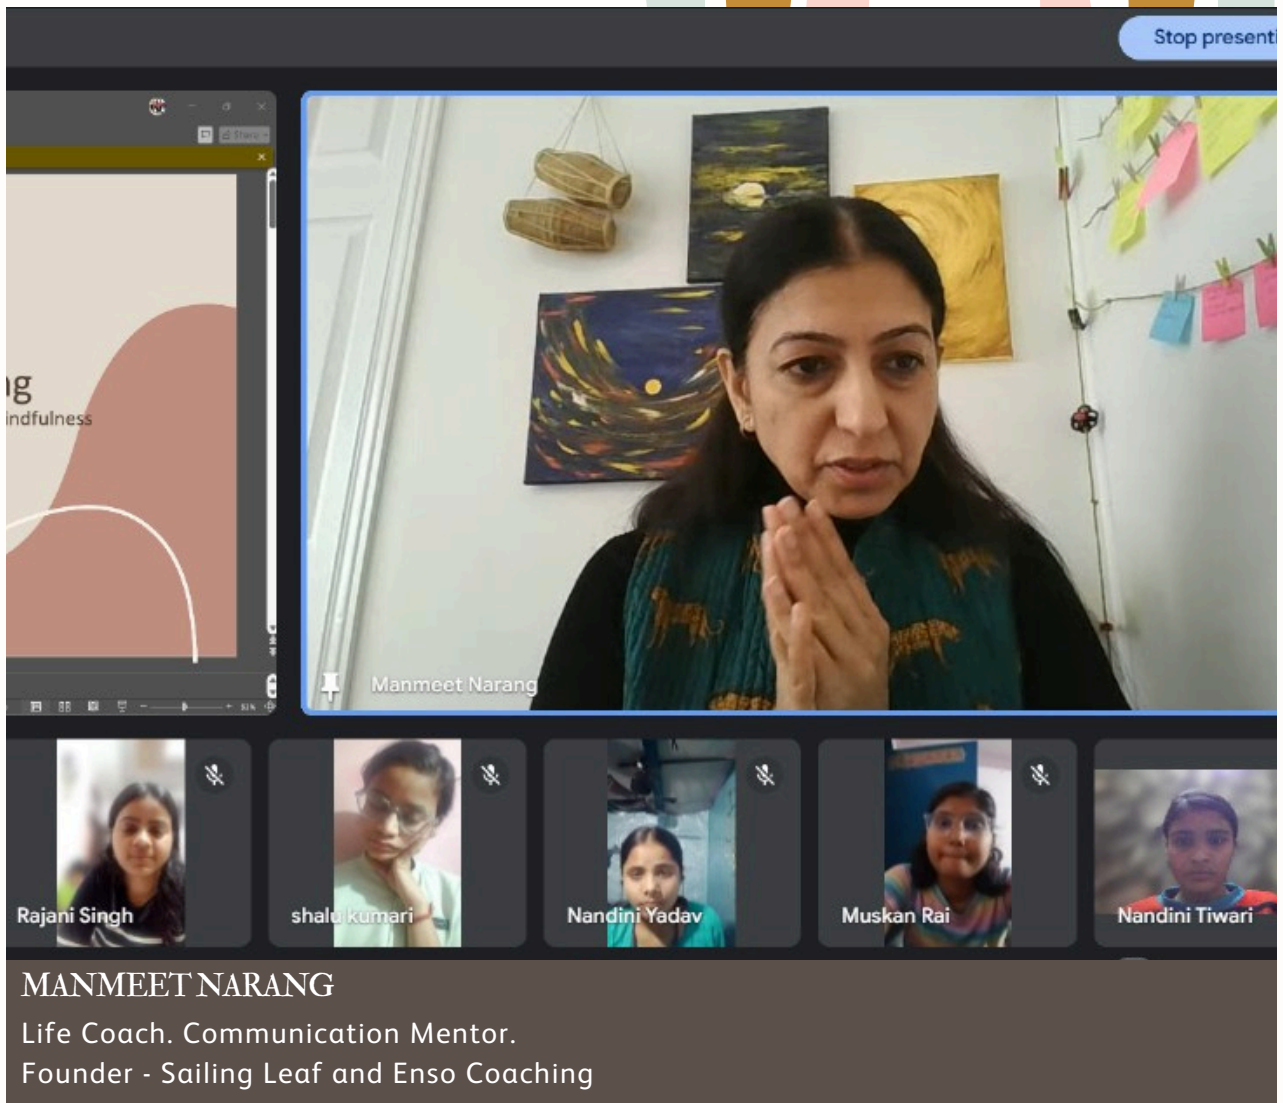 Stop presenti
Share
ng
indfulness
Manmeet Narang
Rajani Singh
shalu kumari
Nandini Yadav
Muskan Rai
Nandini Tiwari
MANMEET NARANG
Life Coach. Communication Mentor.
Founder - Sailing Leaf and Enso Coaching